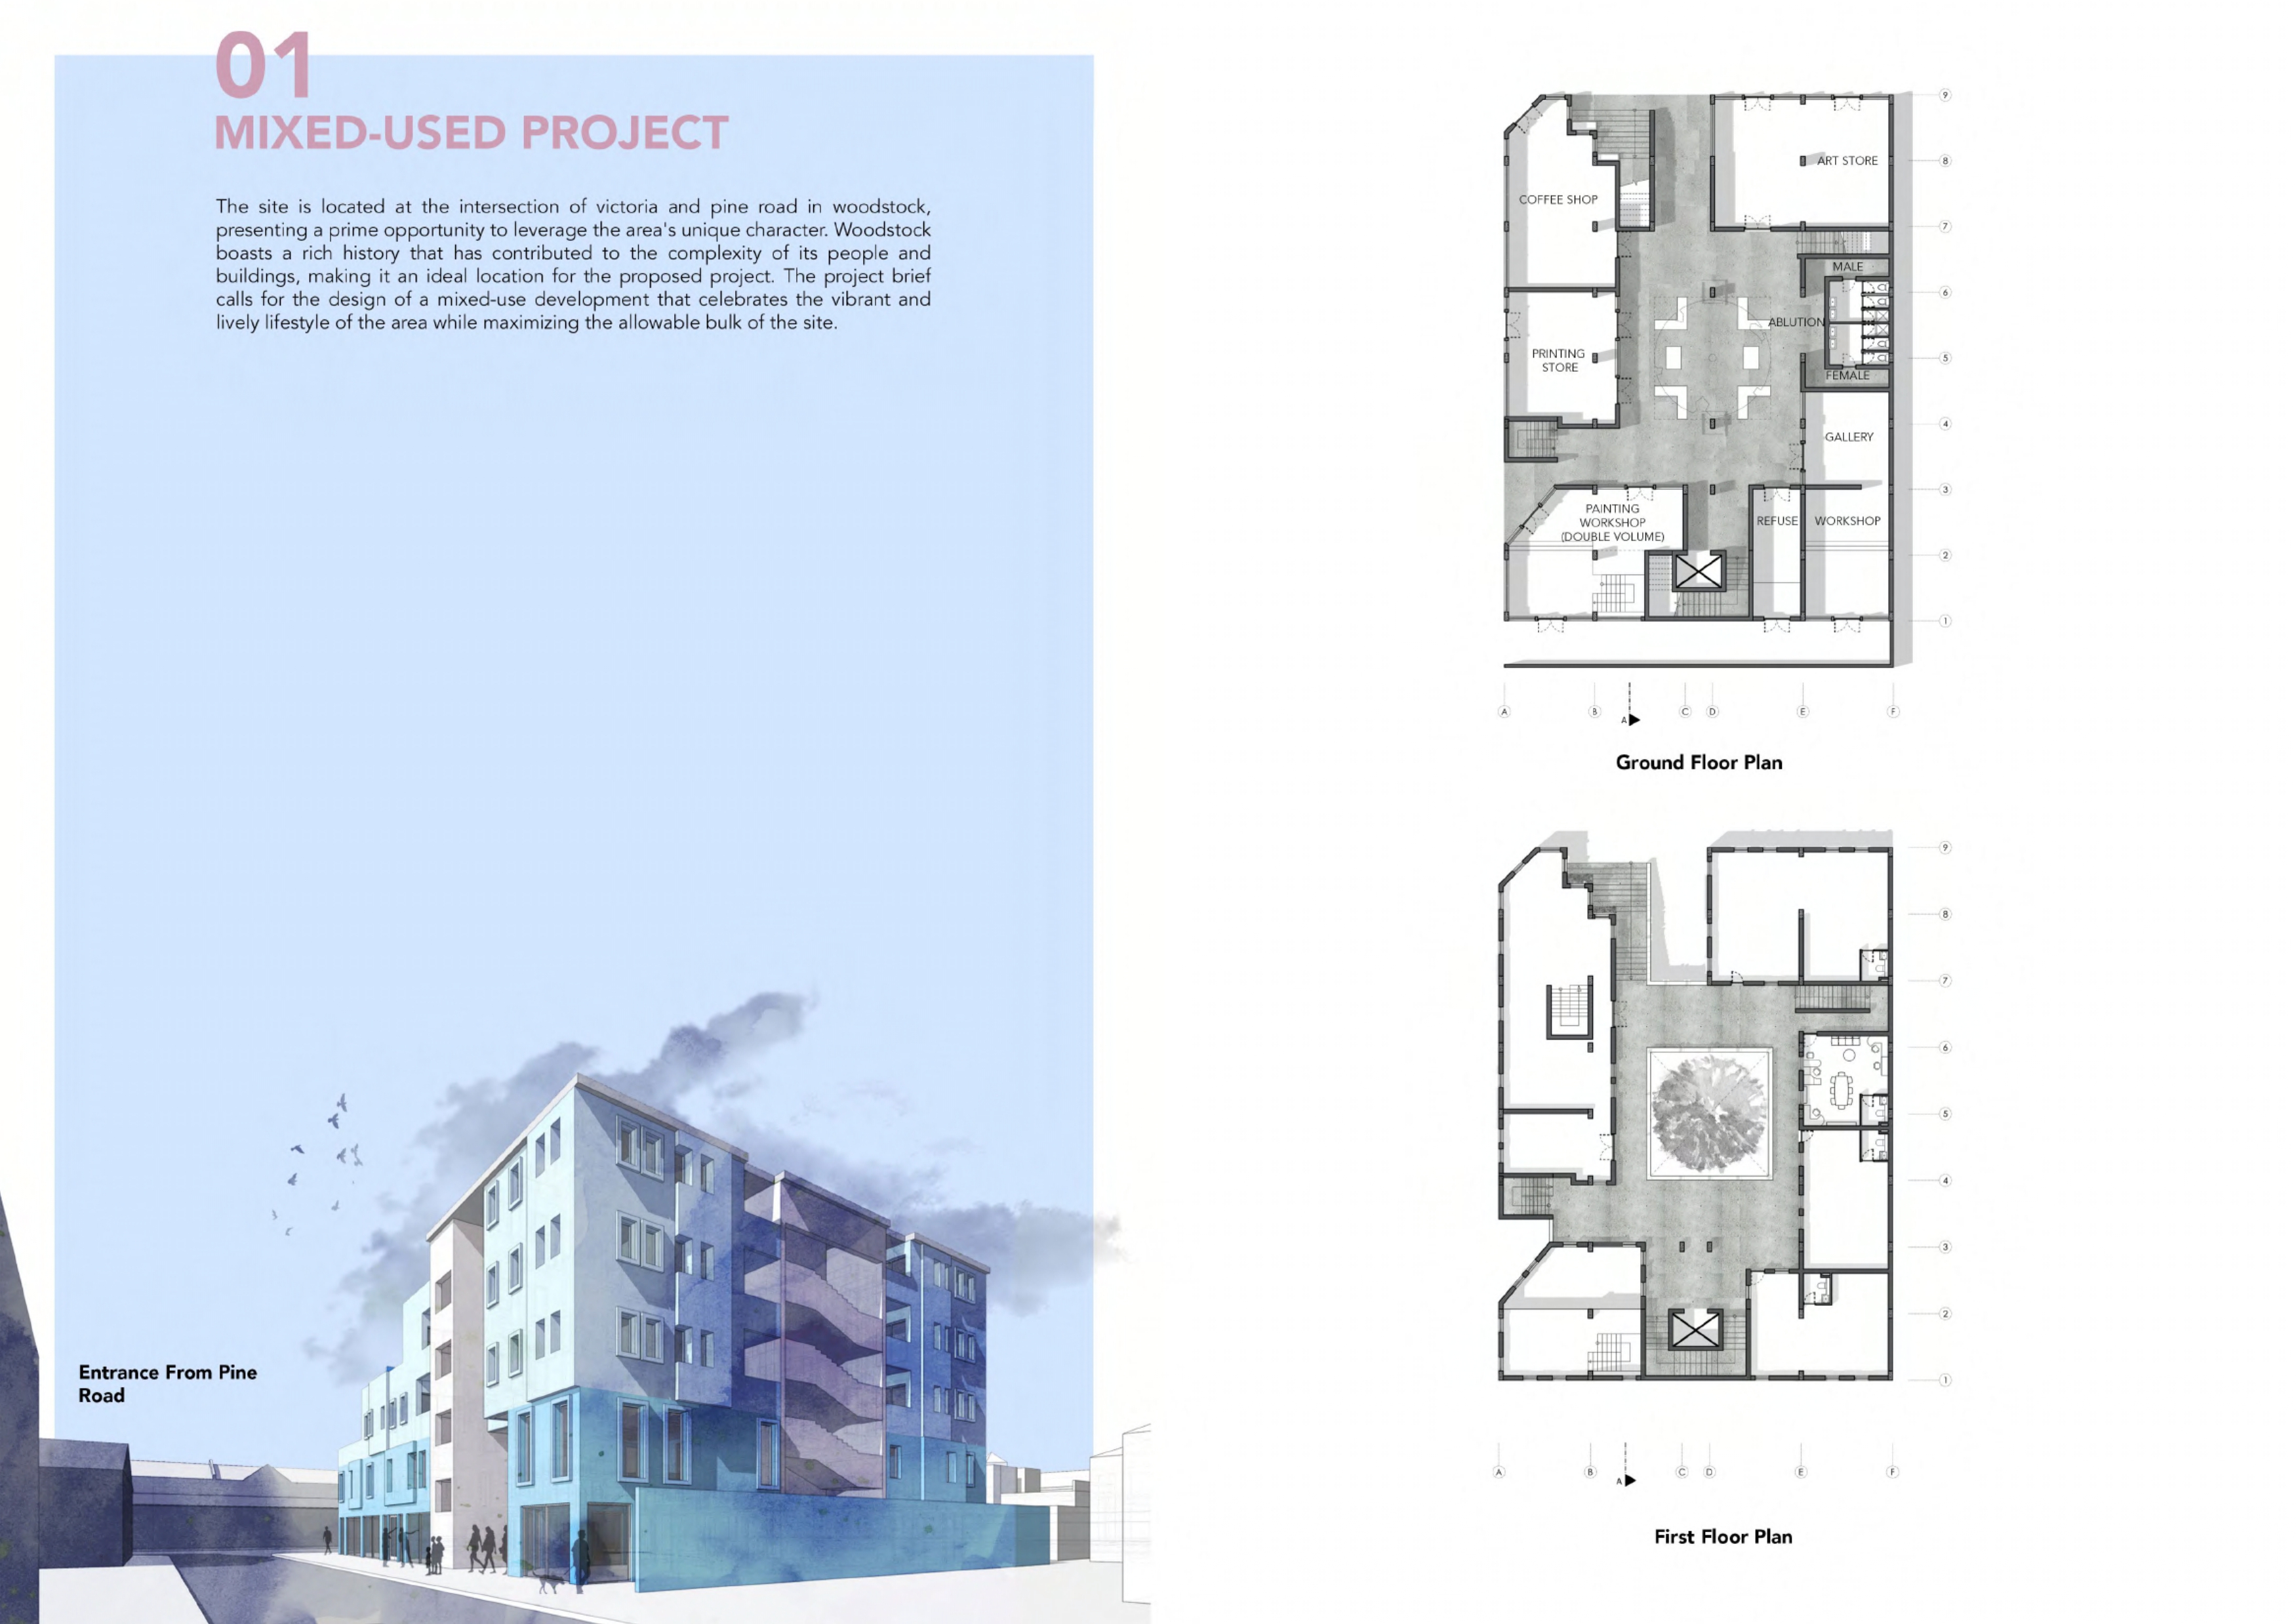 01
MIXED-USED PROJECT
The site is located at the intersection of victoria and pine road in woodstock,
presenting a prime opportunity to leverage the area's unique character. Woodstock
boasts a rich history that has contributed to the complexity of its people and
buildings, making it an ideal location for the proposed project. The project brief
calls for the design of a mixed-use development that celebrates the vibrant and
lively lifestyle of the area while maximizing the allowable bulk of the site.
Entrance From Pine
Road
9
COFFEE SHOP
ART STORE
8
7
MALE
6
ABLUTION
PRINTING
STORE
5
FEMALE
4
GALLERY
3
PAINTING
WORKSHOP
(DOUBLE VOLUME)
REFUSE
WORKSHOP
2
1
A
B
A
C
D
E
F
Ground Floor Plan
9
8
7
6
5
4
3
2
1
A
B
A
C
D
E
F
First Floor Plan